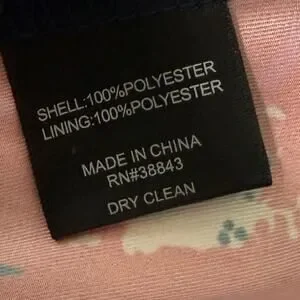 SHELL:100%POLYESTER
LINING:100%POLYESTER
MADE IN CHINA
RN#38843
DRY CLEAN